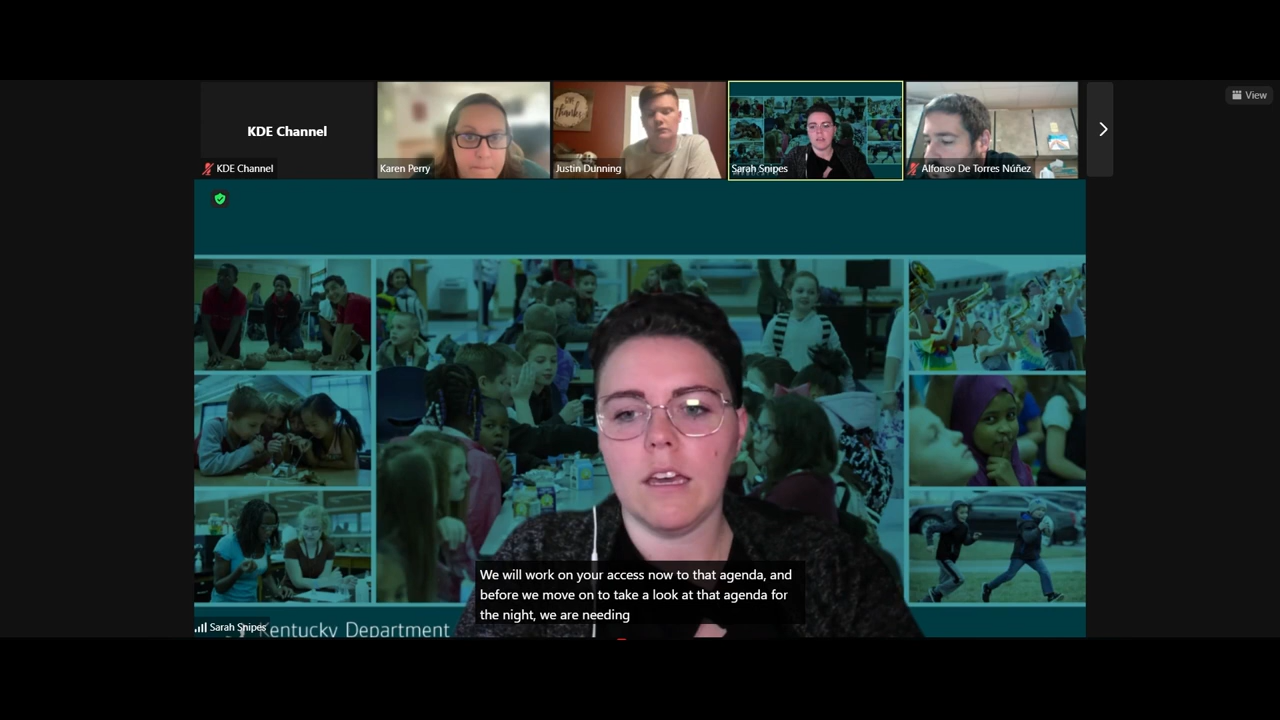 View
KDE Channel
KDE Channel
Karen Perry
Justin Dunning
Sarah Snipes
Alfonso De Torres Núñez
We will work on your access now to that agenda, and
before we move on to take a look at that agenda for
the night, we are needing
Sarah Snipes
Kentucky Department